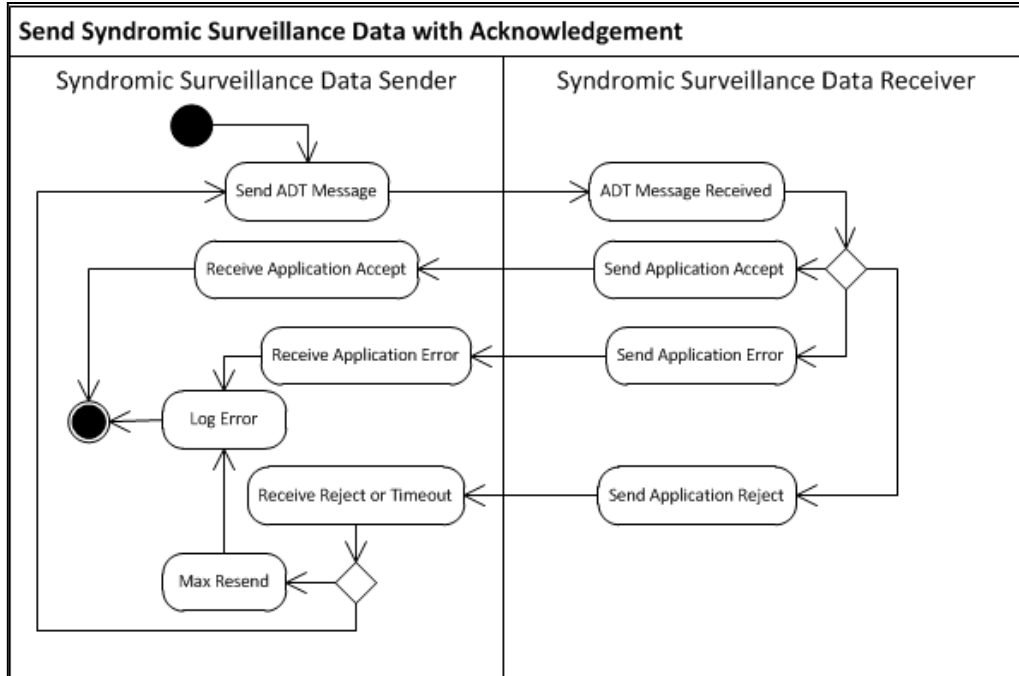 Send Syndromic Surveillance Data with Acknowledgement
Syndromic Surveillance Data Sender
Syndromic Surveillance Data Receiver
Send ADT Message
ADT Message Received
Receive Application Accept
Send Application Accept
Receive Application Error
Send Application Error
Log Error
Receive Reject or Timeout
Send Application Reject
Max Resend